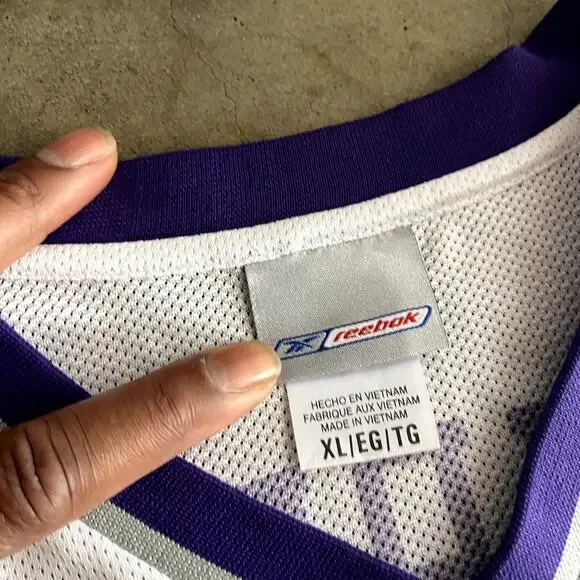 reebok
HECHO EN VIETNAM
FABRIQUE AUX VIETNAM
MADE IN VIETNAM
XL/EG/TG